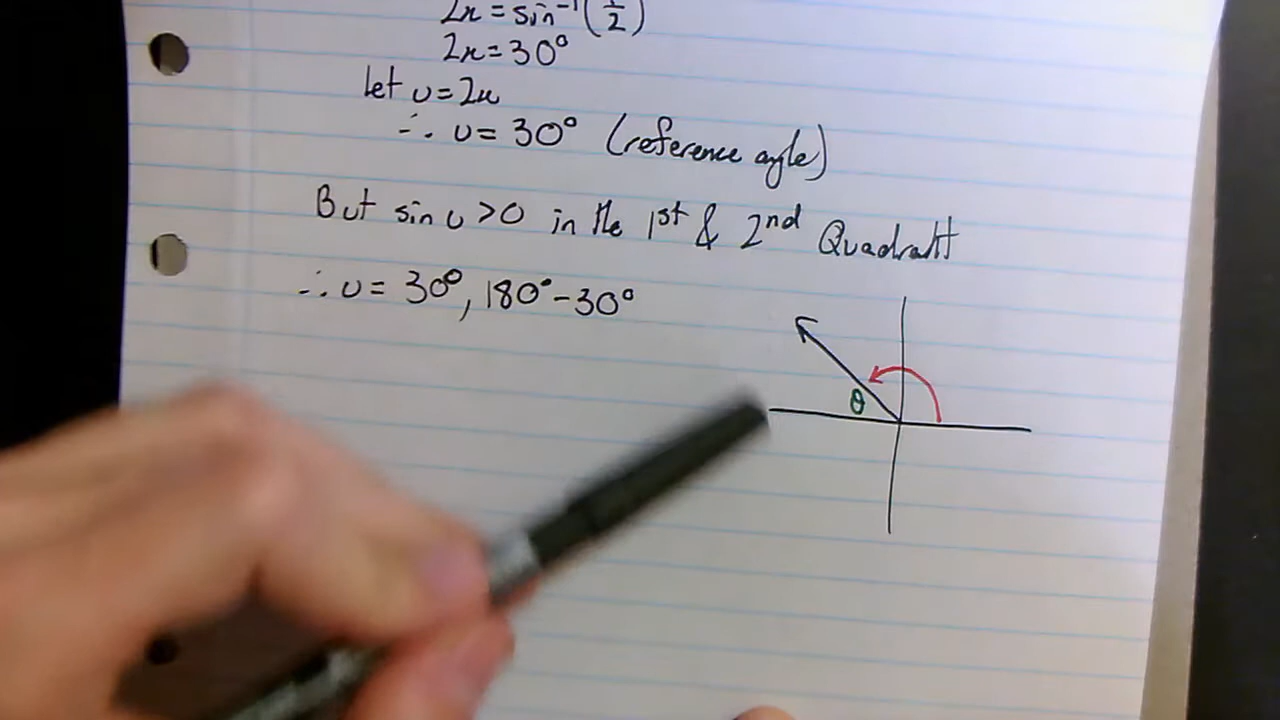 2x = sin⁻¹(1/2)
2x = 30°
let u = 2x
∴ u = 30° (reference angle)
But sin u > 0 in the 1st & 2nd Quadrant
∴ u = 30°, 180° - 30°
θ